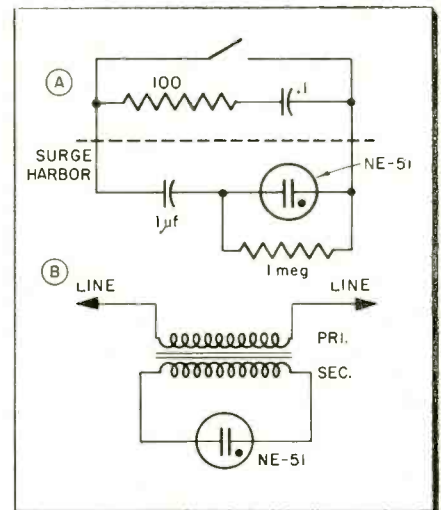 A
100
.1
SURGE
HARBOR
NE-51
1µf
1 meg
B
LINE
LINE
PRI.
SEC.
NE-51